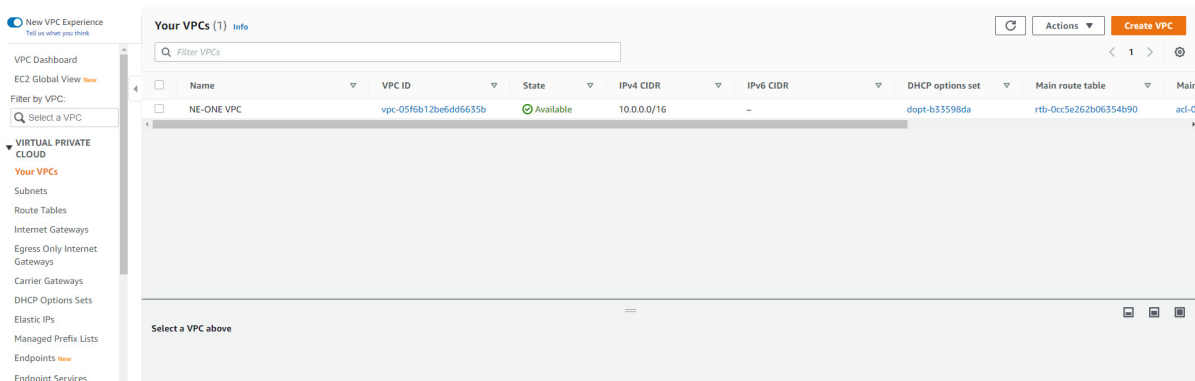 New VPC Experience
Tell us what you think
VPC Dashboard
EC2 Global View New
Filter by VPC:
Select a VPC
VIRTUAL PRIVATE
CLOUD
Your VPCs
Subnets
Route Tables
Internet Gateways
Egress Only Internet
Gateways
Carrier Gateways
DHCP Options Sets
Elastic IPs
Managed Prefix Lists
Endpoints New
Endpoint Services
Your VPCs (1) Info
Actions
Create VPC
Filter VPCs
1
Name VPC ID State IPv4 CIDR IPv6 CIDR DHCP options set Main route table Main
NE-ONE VPC vpc-05f6b12be6dd6635b Available 10.0.0.0/16 – dopt-b33598da rtb-0cc5e262b06354b90 acl-0
Select a VPC above